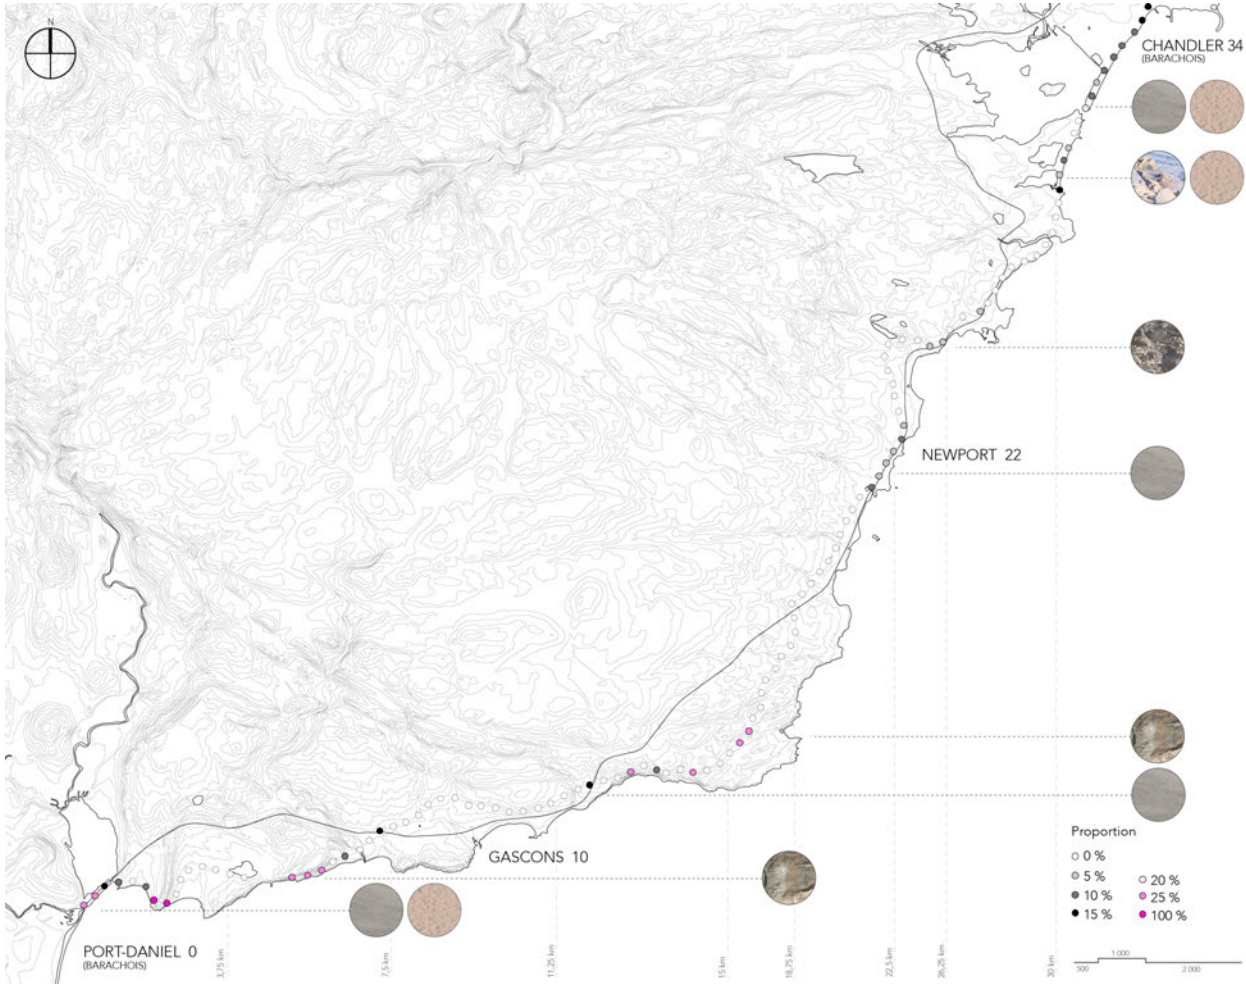 N
CHANDLER 34
(BARACHOIS)
NEWPORT 22
GASCONS 10
PORT-DANIEL 0
(BARACHOIS)
3,75 km
7,5 km
11,25 km
15 km
18,75 km
22,5 km
26,25 km
30 km
Proportion
0 %
5 %
10 %
15 %
20 %
25 %
100 %
1 000
500
2 000